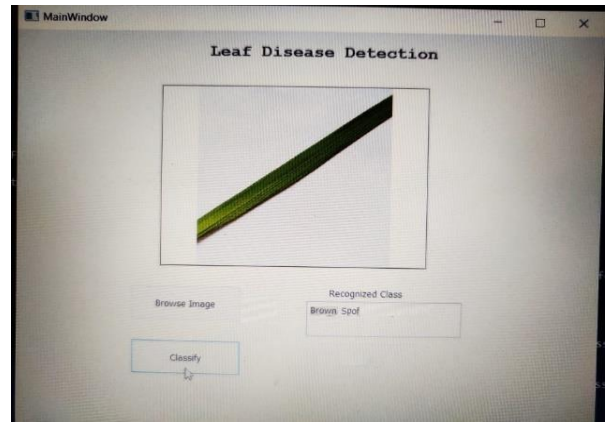 MainWindow
Leaf Disease Detection
Browse Image
Recognized Class
Brown Spot
Classify